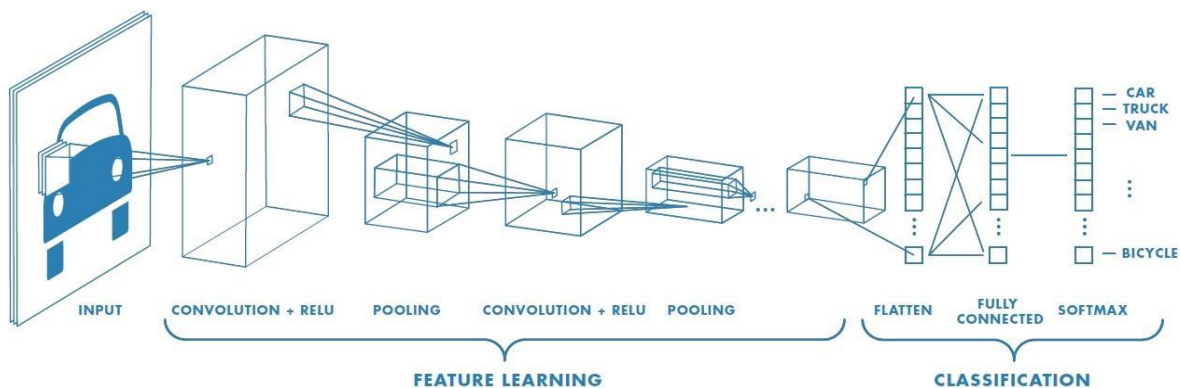 CAR
TRUCK
VAN
...
...
...
...
BICYCLE
INPUT
CONVOLUTION + RELU
POOLING
CONVOLUTION + RELU
POOLING
FLATTEN
FULLY
CONNECTED
SOFTMAX
FEATURE LEARNING
CLASSIFICATION